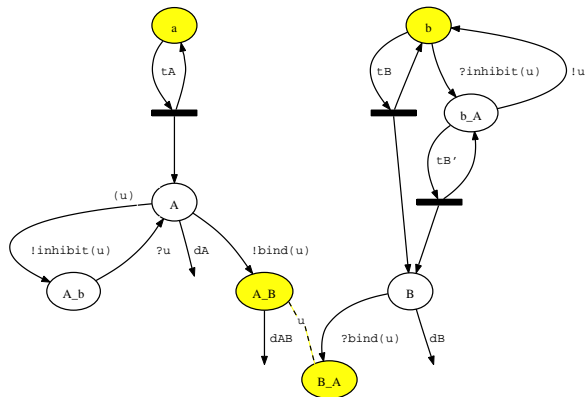 a
b
tA
tB
?inhibit(u)
!u
b_A
tB’
(u)
A
!inhibit(u)
?u
dA
!bind(u)
A_b
A_B
B
u
dAB
?bind(u)
dB
B_A